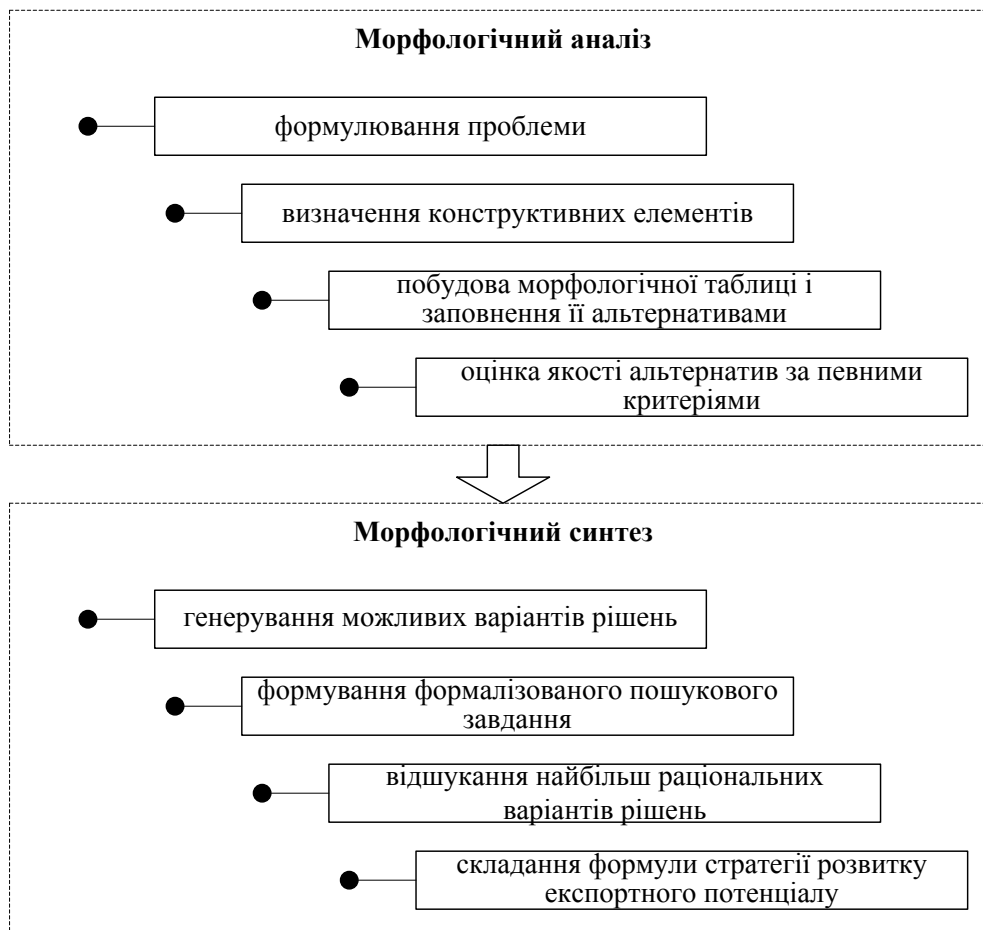 Морфологічний аналіз
формулювання проблеми
визначення конструктивних елементів
побудова морфологічної таблиці і
заповнення її альтернативами
оцінка якості альтернатив за певними
критеріями
Морфологічний синтез
генерування можливих варіантів рішень
формування формалізованого пошукового
завдання
відшукання найбільш раціональних
варіантів рішень
складання формули стратегії розвитку
експортного потенціалу